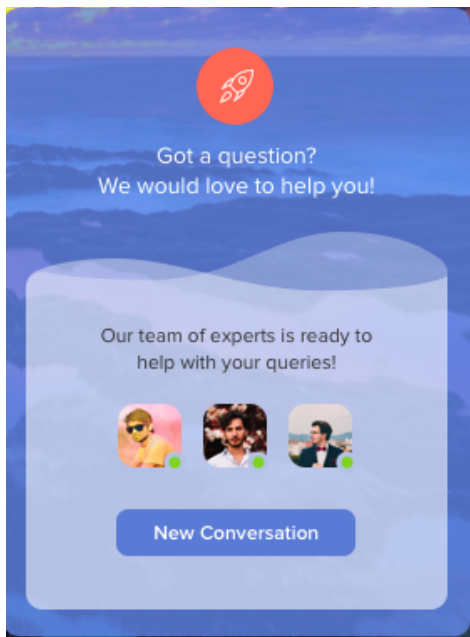 Got a question?
We would love to help you!
Our team of experts is ready to
help with your queries!
New Conversation